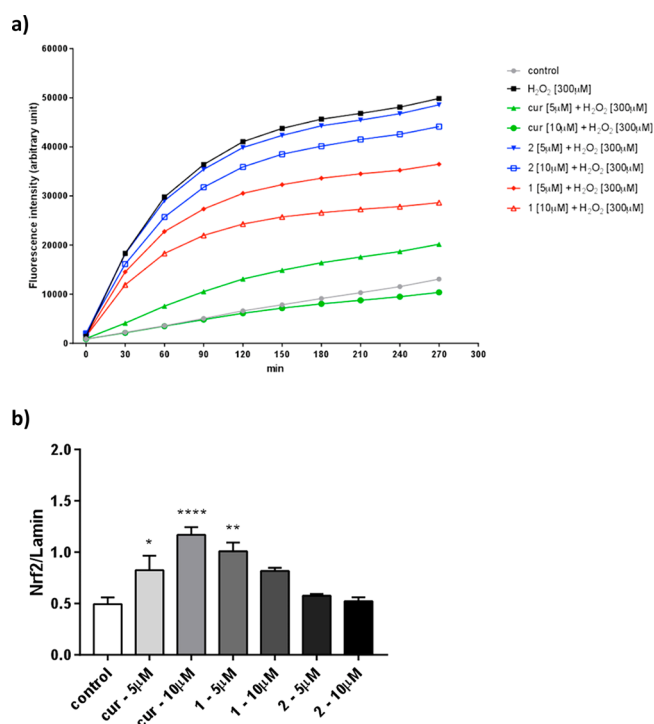 a)
60000
50000
40000
30000
20000
10000
0
Fluorescence intensity (arbitrary unit)
0 30 60 90 120 150 180 210 240 270 300
min
control
H₂O₂ [300μM]
cur [5μM] + H₂O₂ [300μM]
cur [10μM] + H₂O₂ [300μM]
2 [5μM] + H₂O₂ [300μM]
2 [10μM] + H₂O₂ [300μM]
1 [5μM] + H₂O₂ [300μM]
1 [10μM] + H₂O₂ [300μM]
b)
2.0
1.5
1.0
0.5
0.0
Nrf2/Lamin
*
****
**
control
cur - 5μM
cur - 10μM
1 - 5μM
1 - 10μM
2 - 5μM
2 - 10μM